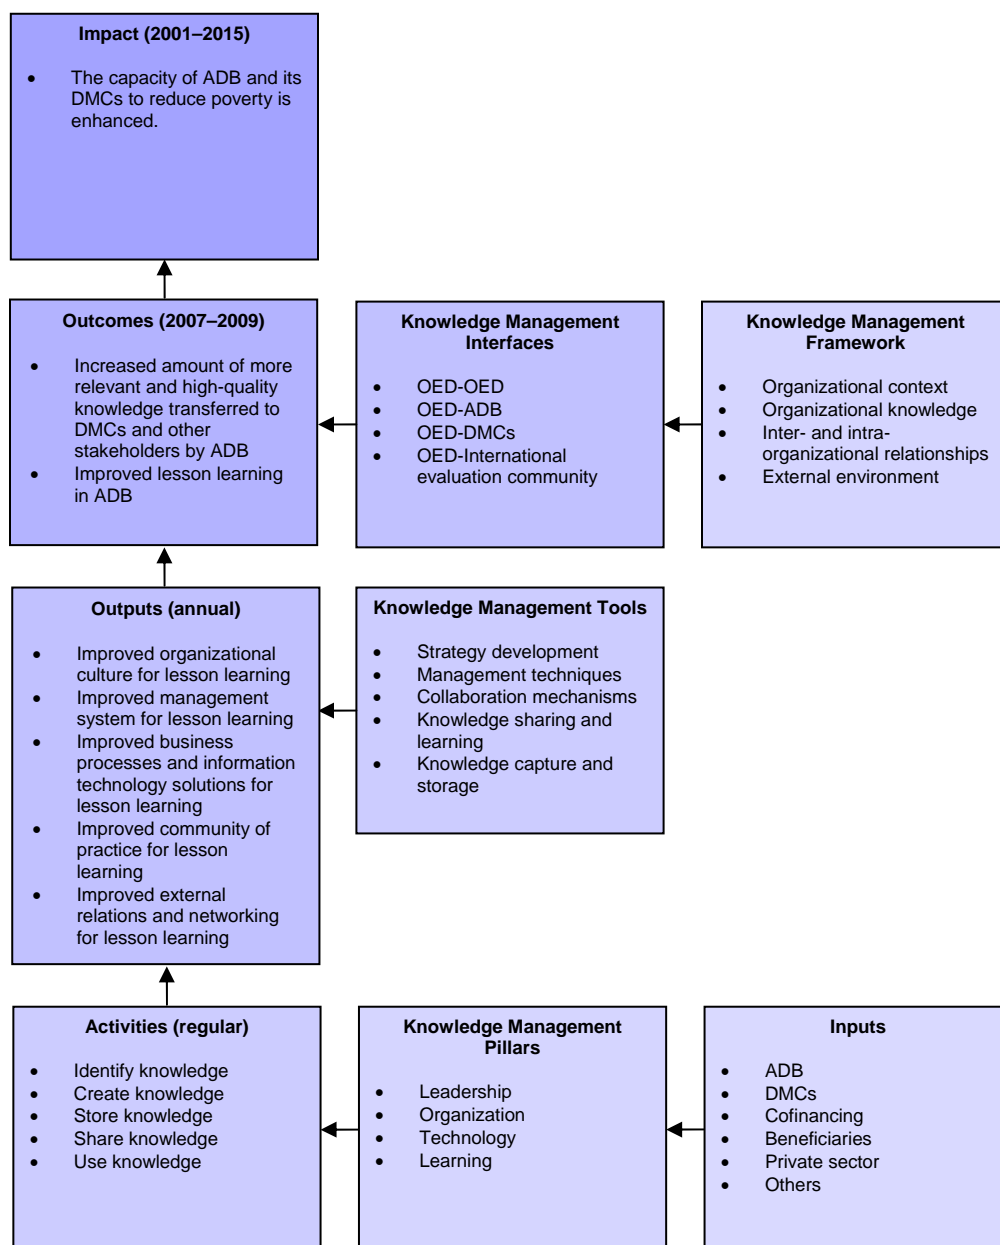 Impact (2001–2015)
• The capacity of ADB and its
DMCs to reduce poverty is
enhanced.
Outcomes (2007–2009)
• Increased amount of more
relevant and high-quality
knowledge transferred to
DMCs and other
stakeholders by ADB
• Improved lesson learning
in ADB
Knowledge Management
Interfaces
• OED-OED
• OED-ADB
• OED-DMCs
• OED-International
evaluation community
Knowledge Management
Framework
• Organizational context
• Organizational knowledge
• Inter- and intra-
organizational relationships
• External environment
Outputs (annual)
• Improved organizational
culture for lesson learning
• Improved management
system for lesson learning
• Improved business
processes and information
technology solutions for
lesson learning
• Improved community of
practice for lesson
learning
• Improved external
relations and networking
for lesson learning
Knowledge Management Tools
• Strategy development
• Management techniques
• Collaboration mechanisms
• Knowledge sharing and
learning
• Knowledge capture and
storage
Activities (regular)
• Identify knowledge
• Create knowledge
• Store knowledge
• Share knowledge
• Use knowledge
Knowledge Management
Pillars
• Leadership
• Organization
• Technology
• Learning
Inputs
• ADB
• DMCs
• Cofinancing
• Beneficiaries
• Private sector
• Others